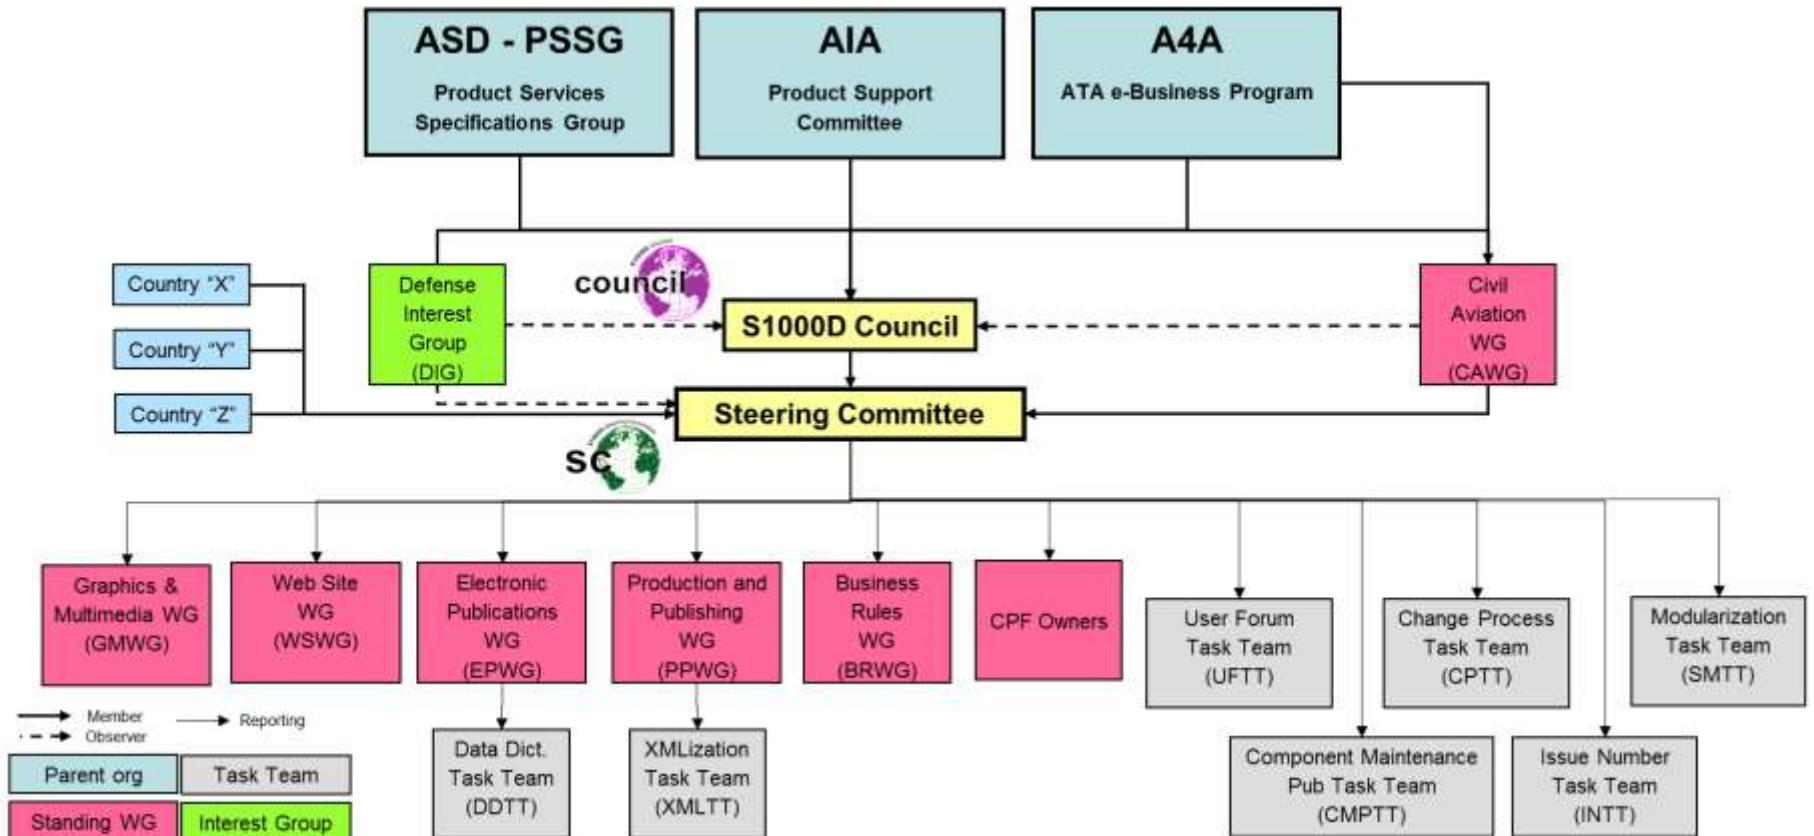 ASD - PSSG
Product Services
Specifications Group
AIA
Product Support
Committee
A4A
ATA e-Business Program
Country "X"
Country "Y"
Country "Z"
Defense
Interest
Group
(DIG)
council
S1000D Council
Civil
Aviation
WG
(CAWG)
Steering Committee
SC
Graphics &
Multimedia WG
(GMWG)
Web Site
WG
(WSWG)
Electronic
Publications
WG
(EPWG)
Production and
Publishing
WG
(PPWG)
Business
Rules
WG
(BRWG)
CPF Owners
User Forum
Task Team
(UFTT)
Change Process
Task Team
(CPTT)
Modularization
Task Team
(SMTT)
Data Dict.
Task Team
(DDTT)
XMLization
Task Team
(XMLTT)
Component Maintenance
Pub Task Team
(CMPTT)
Issue Number
Task Team
(INTT)
Member
Reporting
Observer
Parent org
Task Team
Standing WG
Interest Group